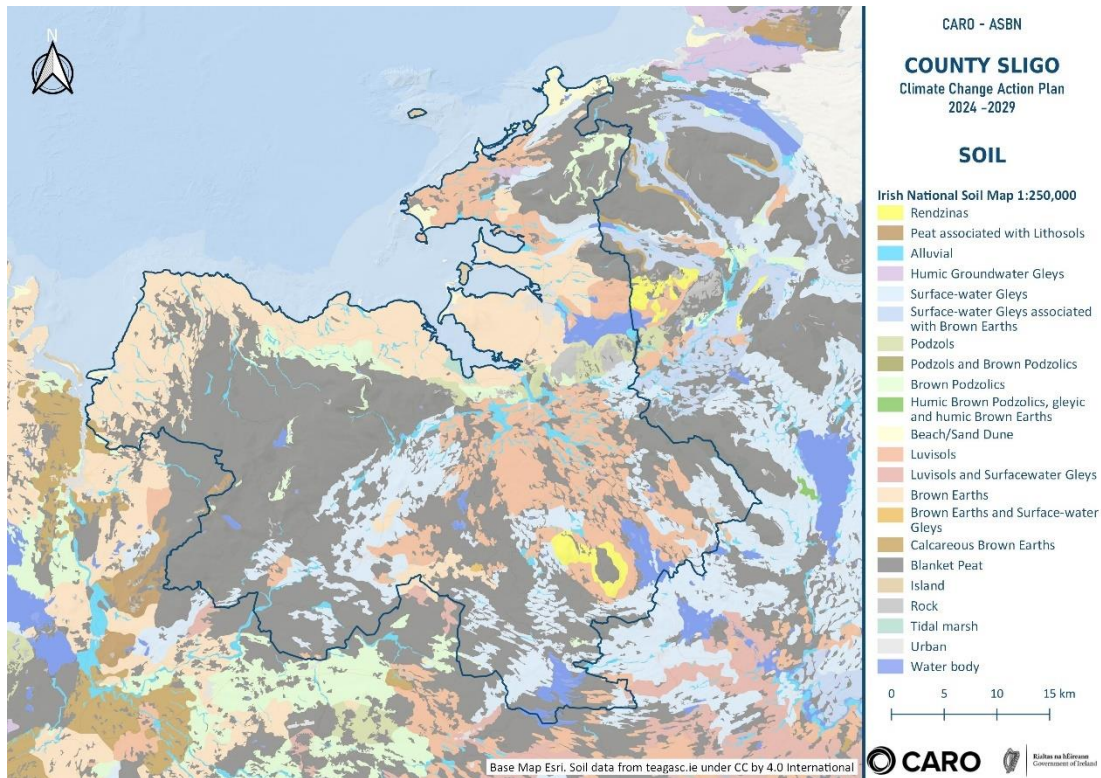 N
CARO - ASBN
COUNTY SLIGO
Climate Change Action Plan
2024 -2029
SOIL
Irish National Soil Map 1:250,000
Rendzinas
Peat associated with Lithosols
Alluvial
Humic Groundwater Gleys
Surface-water Gleys
Surface-water Gleys associated
with Brown Earths
Podzols
Podzols and Brown Podzolics
Brown Podzolics
Humic Brown Podzolics, gleyic
and humic Brown Earths
Beach/Sand Dune
Luvisols
Luvisols and Surfacewater Gleys
Brown Earths
Brown Earths and Surface-water
Gleys
Calcareous Brown Earths
Blanket Peat
Island
Rock
Tidal marsh
Urban
Water body
0 5 10 15 km
Base Map Esri. Soil data from teagasc.ie under CC by 4.0 International
CARO
Rialtas na hÉireann
Government of Ireland